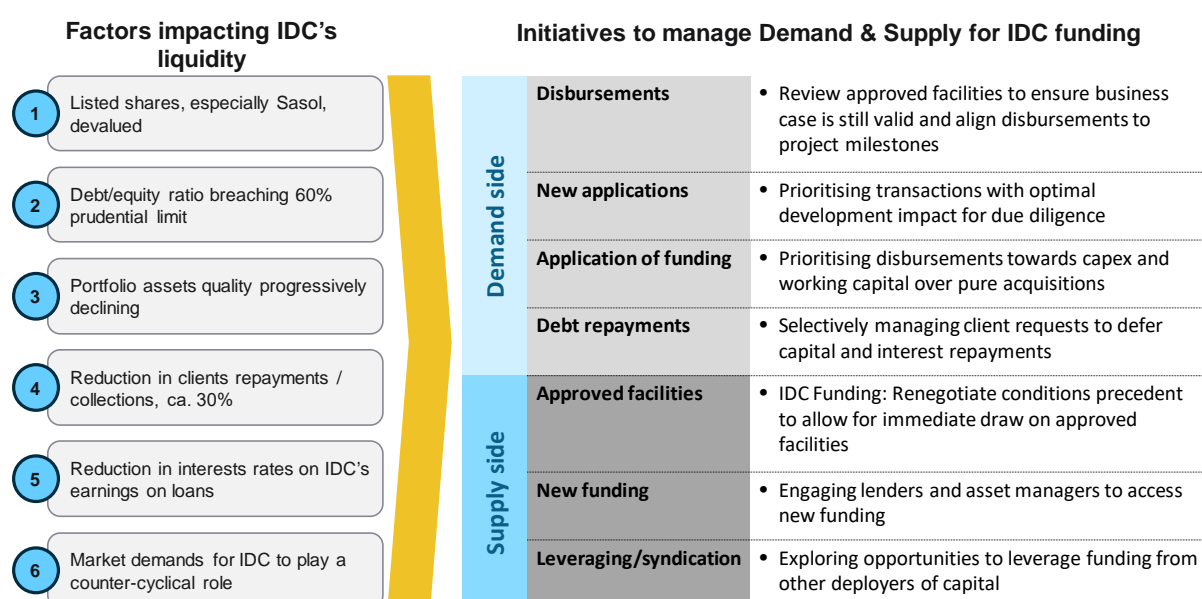 Factors impacting IDC's
liquidity
1
Listed shares, especially Sasol,
devalued
2
Debt/equity ratio breaching 60%
prudential limit
3
Portfolio assets quality progressively
declining
4
Reduction in clients repayments /
collections, ca. 30%
5
Reduction in interests rates on IDC's
earnings on loans
6
Market demands for IDC to play a
counter-cyclical role
Initiatives to manage Demand & Supply for IDC funding
Demand side
Disbursements
• Review approved facilities to ensure business
case is still valid and align disbursements to
project milestones
New applications
• Prioritising transactions with optimal
development impact for due diligence
Application of funding
• Prioritising disbursements towards capex and
working capital over pure acquisitions
Debt repayments
• Selectively managing client requests to defer
capital and interest repayments
Supply side
Approved facilities
• IDC Funding: Renegotiate conditions precedent
to allow for immediate draw on approved
facilities
New funding
• Engaging lenders and asset managers to access
new funding
Leveraging/syndication
• Exploring opportunities to leverage funding from
other deployers of capital